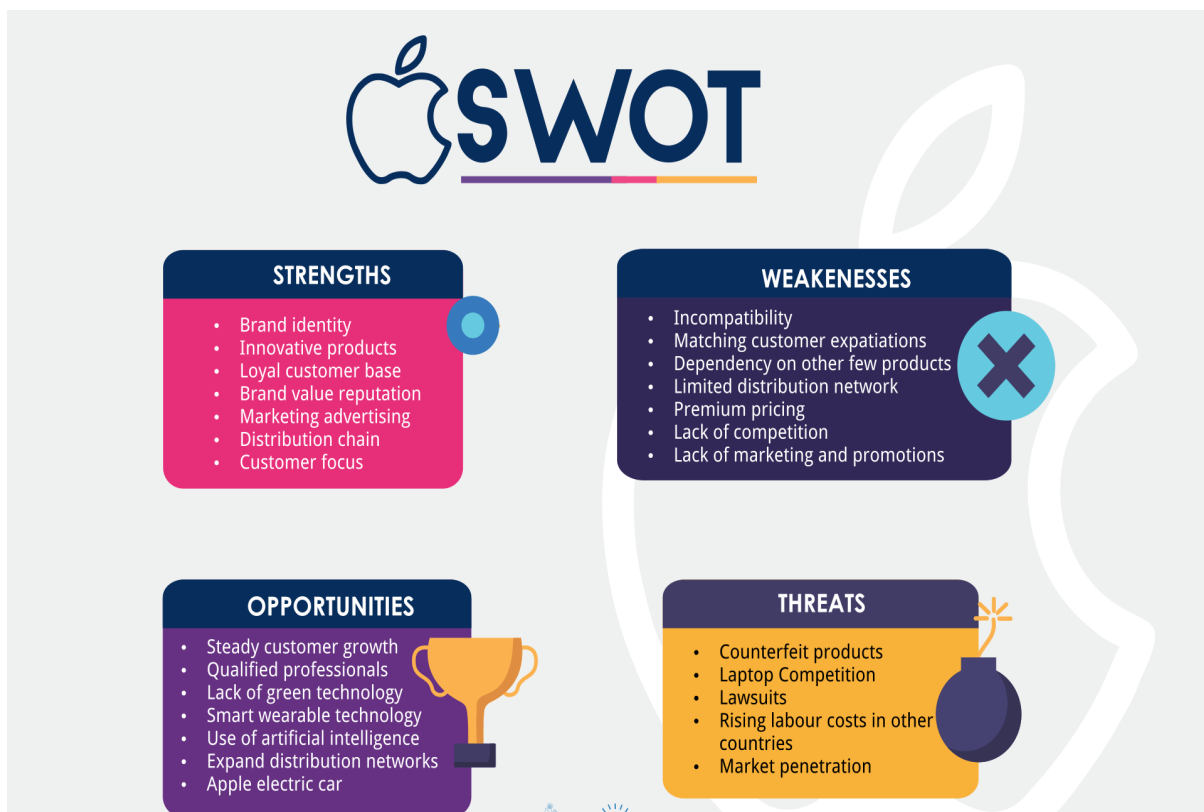 SWOT
STRENGTHS
• Brand identity
• Innovative products
• Loyal customer base
• Brand value reputation
• Marketing advertising
• Distribution chain
• Customer focus
WEAKENESSES
• Incompatibility
• Matching customer expatiations
• Dependency on other few products
• Limited distribution network
• Premium pricing
• Lack of competition
• Lack of marketing and promotions
OPPORTUNITIES
• Steady customer growth
• Qualified professionals
• Lack of green technology
• Smart wearable technology
• Use of artificial intelligence
• Expand distribution networks
• Apple electric car
THREATS
• Counterfeit products
• Laptop Competition
• Lawsuits
• Rising labour costs in other
countries
• Market penetration